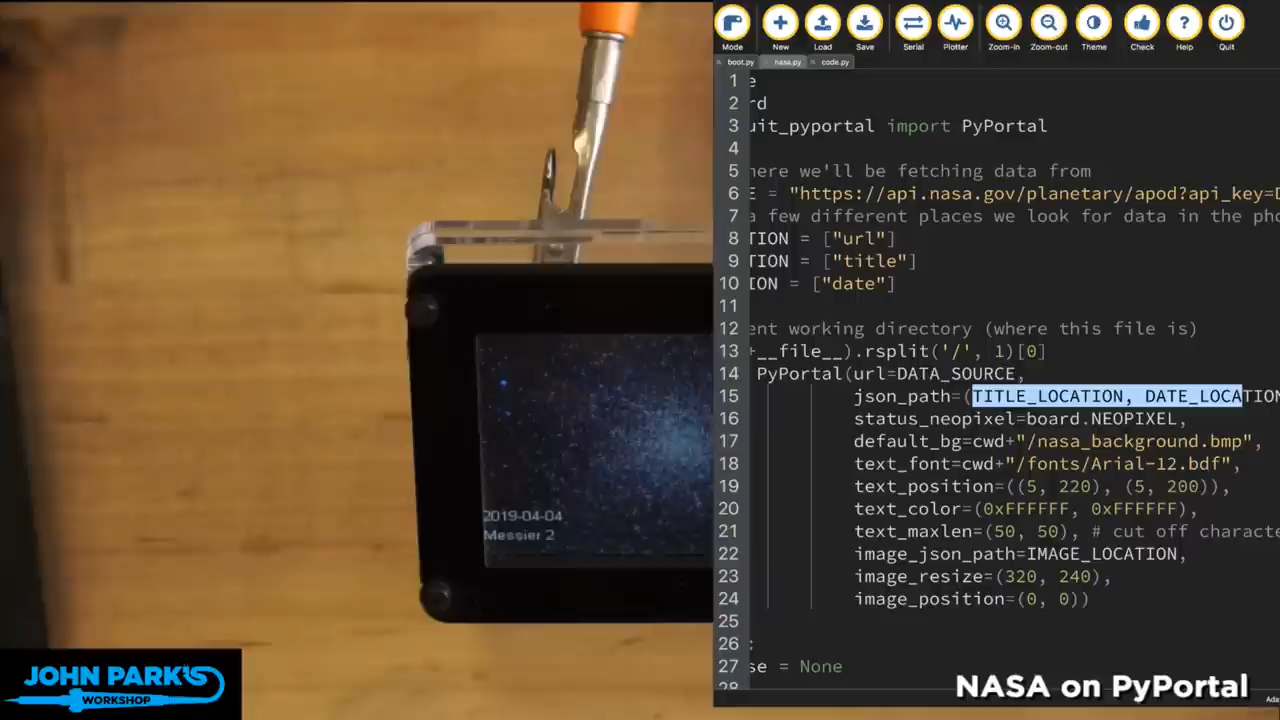 Mode New Load Save Serial Plotter Zoom-in Zoom-out Theme Check Help Quit
boot.py nasa.py code.py
1 e
2 rd
3 uit_pyportal import PyPortal
4
5 here we'll be fetching data from
6 E = "https://api.nasa.gov/planetary/apod?api_key=D
7 a few different places we look for data in the pho
8 TION = ["url"]
9 TION = ["title"]
10 ION = ["date"]
11
12 ent working directory (where this file is)
13 +__file__).rsplit('/', 1)[0]
14 PyPortal(url=DATA_SOURCE,
15 json_path=(TITLE_LOCATION, DATE_LOCATION
16 status_neopixel=board.NEOPIXEL,
17 default_bg=cwd+"/nasa_background.bmp",
18 text_font=cwd+"/fonts/Arial-12.bdf",
19 text_position=((5, 220), (5, 200)),
20 text_color=(0xFFFFFF, 0xFFFFFF),
21 text_maxlen=(50, 50), # cut off characte
22 image_json_path=IMAGE_LOCATION,
23 image_resize=(320, 240),
24 image_position=(0, 0))
25
26 :
27 se = None
28
2019-04-04
Messier 2
JOHN PARK'S
WORKSHOP
NASA on PyPortal
Ada